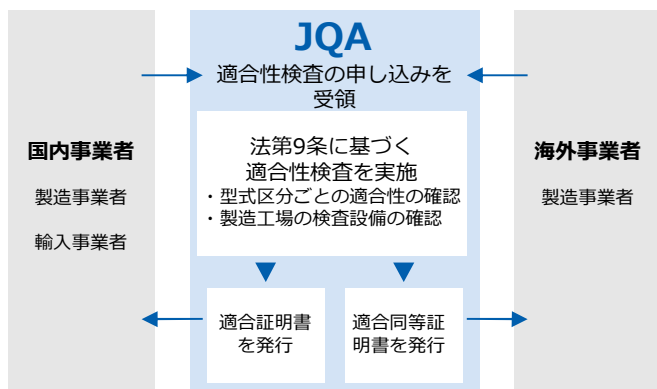 JQA
適合性検査の申し込みを
受領
国内事業者
製造事業者
輸入事業者
法第9条に基づく
適合性検査を実施
・型式区分ごとの適合性の確認
・製造工場の検査設備の確認
海外事業者
製造事業者
適合証明書
を発行
適合同等証
明書を発行